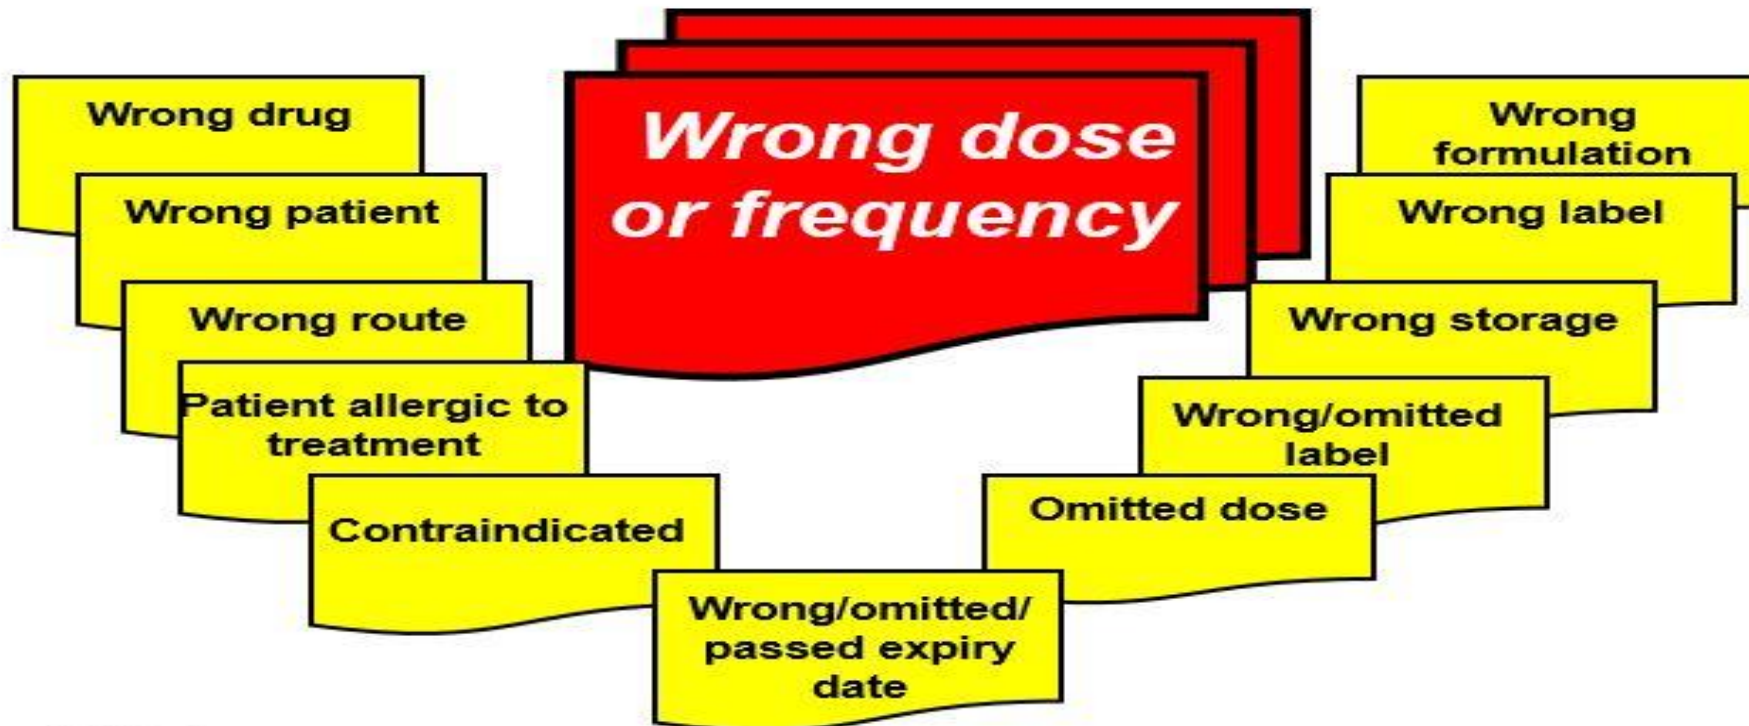 Wrong drug
Wrong patient
Wrong route
Patient allergic to
treatment
Contraindicated
Wrong/omitted/
passed expiry
date
Wrong dose
or frequency
Wrong
formulation
Wrong label
Wrong storage
Wrong/omitted
label
Omitted dose